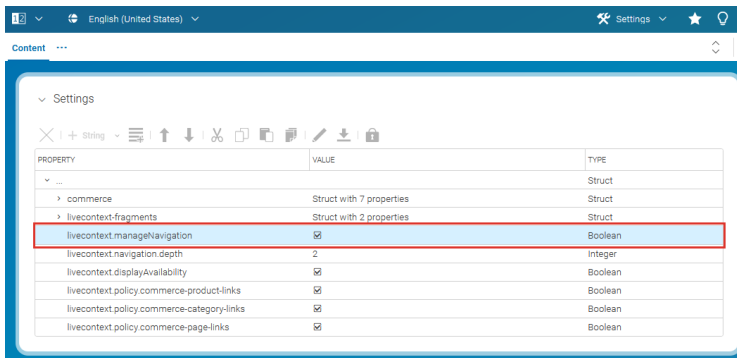 12 English (United States) Settings
Content ...
Settings
+ String
PROPERTY VALUE TYPE
... Struct
commerce Struct with 7 properties Struct
livecontext-fragments Struct with 2 properties Struct
livecontext.manageNavigation Boolean
livecontext.navigation.depth 2 Integer
livecontext.displayAvailability Boolean
livecontext.policy.commerce-product-links Boolean
livecontext.policy.commerce-category-links Boolean
livecontext.policy.commerce-page-links Boolean